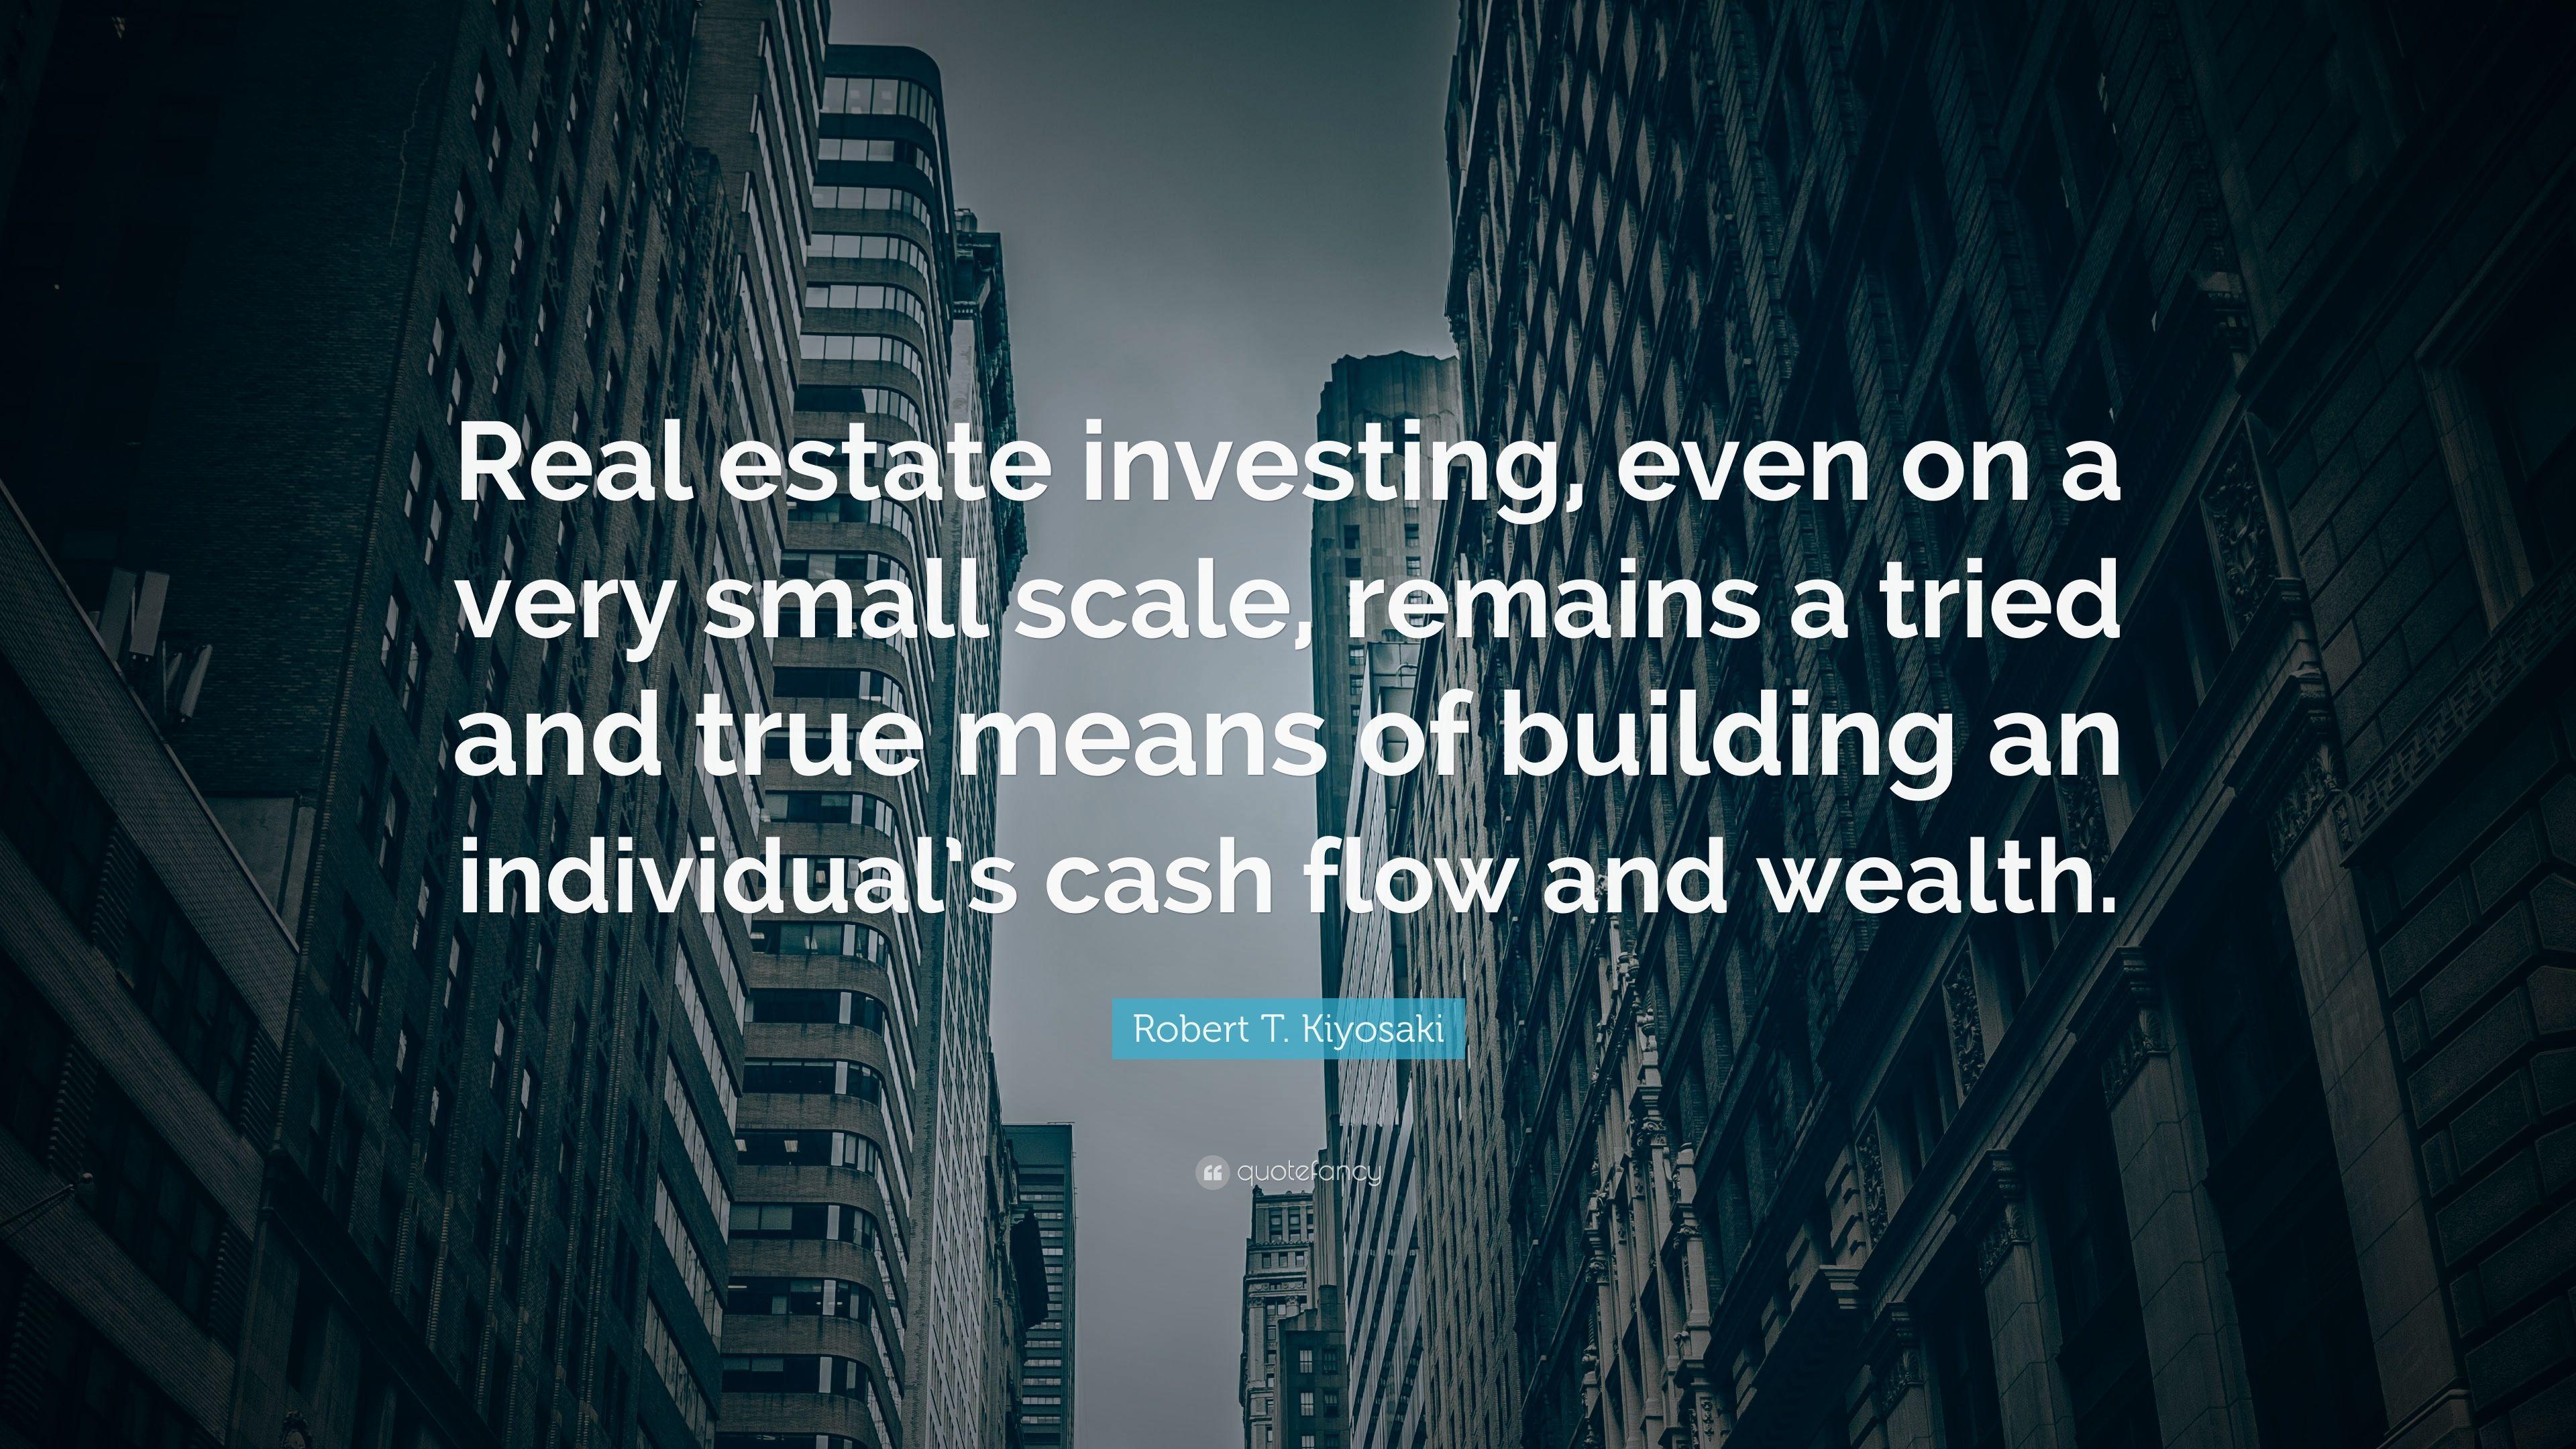 Real estate investing, even on a
very small scale, remains a tried
and true means of building an
individual’s cash flow and wealth.
Robert T. Kiyosaki
quotefancy